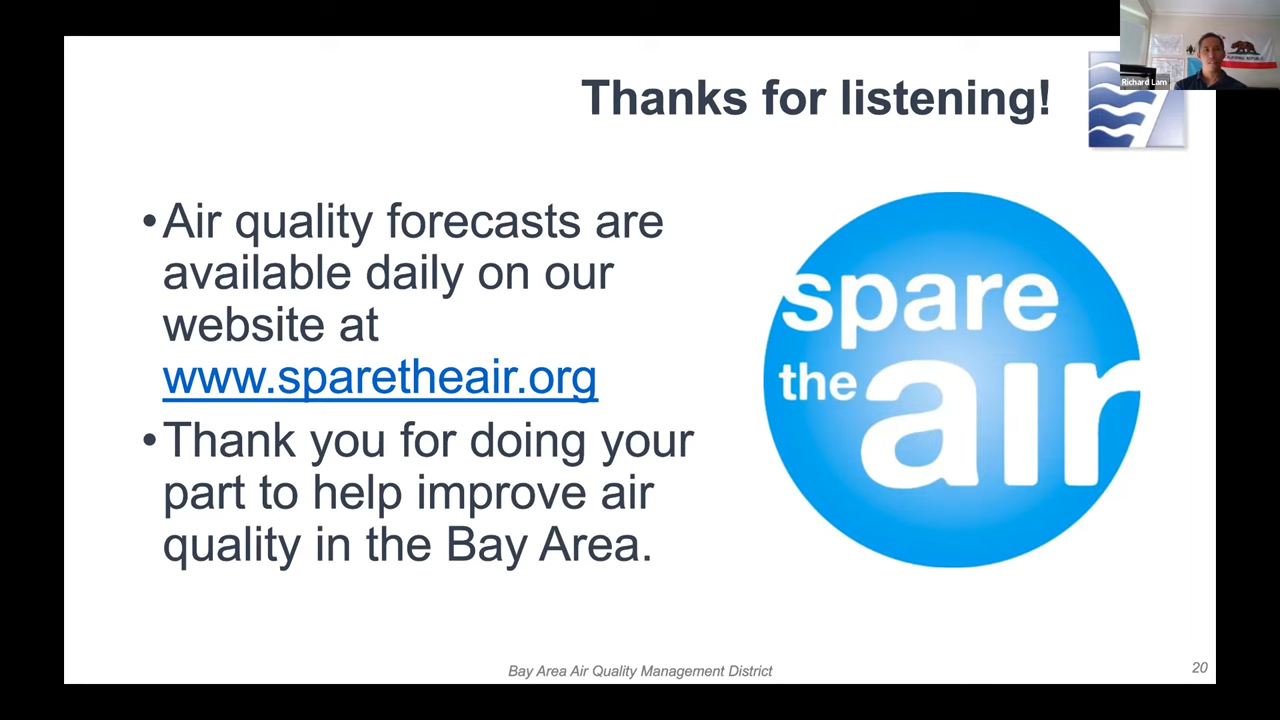 Richard Lam
Thanks for listening!
•Air quality forecasts are
available daily on our
website at
www.sparetheair.org
•Thank you for doing your
part to help improve air
quality in the Bay Area.
spare
the air
Bay Area Air Quality Management District
20